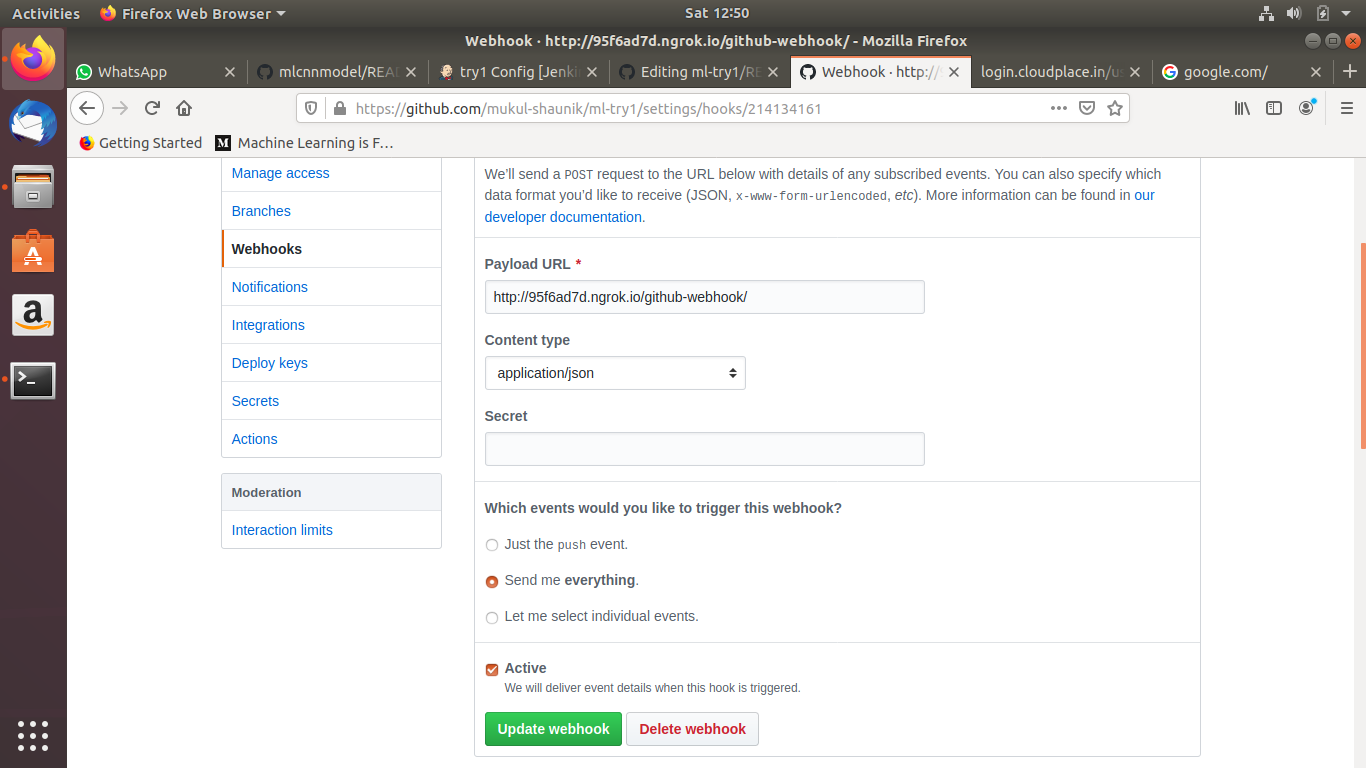 Activities
Firefox Web Browser
Sat 12:50
Webhook · http://95f6ad7d.ngrok.io/github-webhook/ - Mozilla Firefox
WhatsApp
mlcnnmodel/REA
try1 Config [Jenki
Editing ml-try1/RE
Webhook · http://9
login.cloudplace.in/us
google.com/
https://github.com/mukul-shaunik/ml-try1/settings/hooks/214134161
Getting Started
M
Machine Learning is F…
Manage access
Branches
Webhooks
Notifications
Integrations
Deploy keys
Secrets
Actions
Moderation
Interaction limits
We'll send a POST request to the URL below with details of any subscribed events. You can also specify which
data format you'd like to receive (JSON, x-www-form-urlencoded, etc). More information can be found in our
developer documentation.
Payload URL *
http://95f6ad7d.ngrok.io/github-webhook/
Content type
application/json
Secret
Which events would you like to trigger this webhook?
Just the push event.
Send me everything.
Let me select individual events.
Active
We will deliver event details when this hook is triggered.
Update webhook
Delete webhook